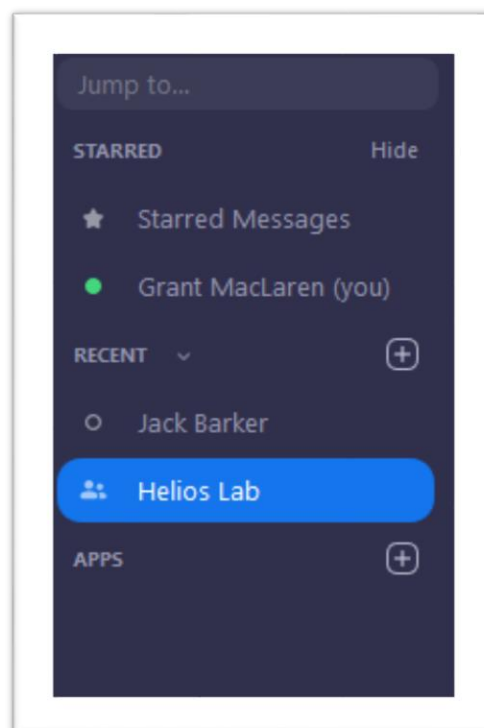 Jump to...
STARRED Hide
Starred Messages
Grant MacLaren (you)
RECENT
Jack Barker
Helios Lab
APPS